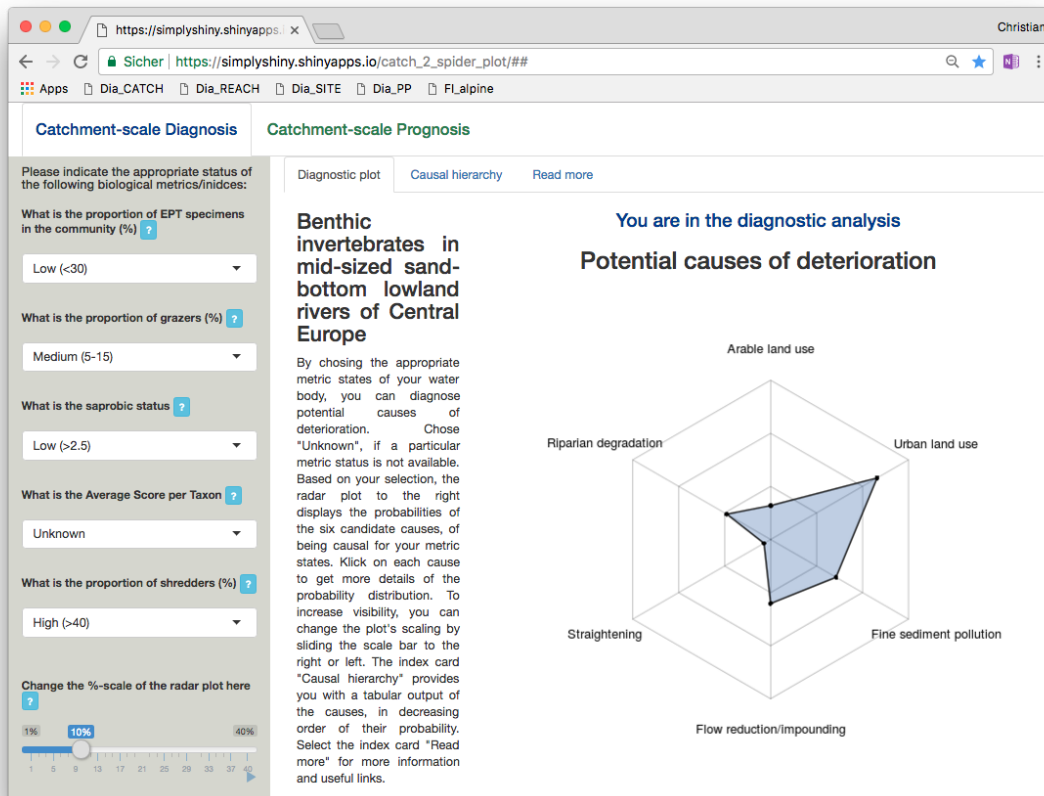 https://simplyshiny.shinyapps.i
Christian
Sicher | https://simplyshiny.shinyapps.io/catch_2_spider_plot/##
Apps Dia_CATCH Dia_REACH Dia_SITE Dia_PP FI_alpine
Catchment-scale Diagnosis Catchment-scale Prognosis
Please indicate the appropriate status of
the following biological metrics/inidces:
What is the proportion of EPT specimens
in the community (%) ?
Low (<30)
What is the proportion of grazers (%) ?
Medium (5-15)
What is the saprobic status ?
Low (>2.5)
What is the Average Score per Taxon ?
Unknown
What is the proportion of shredders (%) ?
High (>40)
Change the %-scale of the radar plot here
?
1% 10% 40%
1 5 9 13 17 21 25 29 33 37 40
Diagnostic plot Causal hierarchy Read more
Benthic
invertebrates in
mid-sized sand-
bottom lowland
rivers of Central
Europe
By chosing the appropriate
metric states of your water
body, you can diagnose
potential causes of
deterioration. Chose
"Unknown", if a particular
metric status is not available.
Based on your selection, the
radar plot to the right
displays the probabilities of
the six candidate causes, of
being causal for your metric
states. Klick on each cause
to get more details of the
probability distribution. To
increase visibility, you can
change the plot's scaling by
sliding the scale bar to the
right or left. The index card
"Causal hierarchy" provides
you with a tabular output of
the causes, in decreasing
order of their probability.
Select the index card "Read
more" for more information
and useful links.
You are in the diagnostic analysis
Potential causes of deterioration
Arable land use
Riparian degradation
Urban land use
Straightening
Fine sediment pollution
Flow reduction/impounding